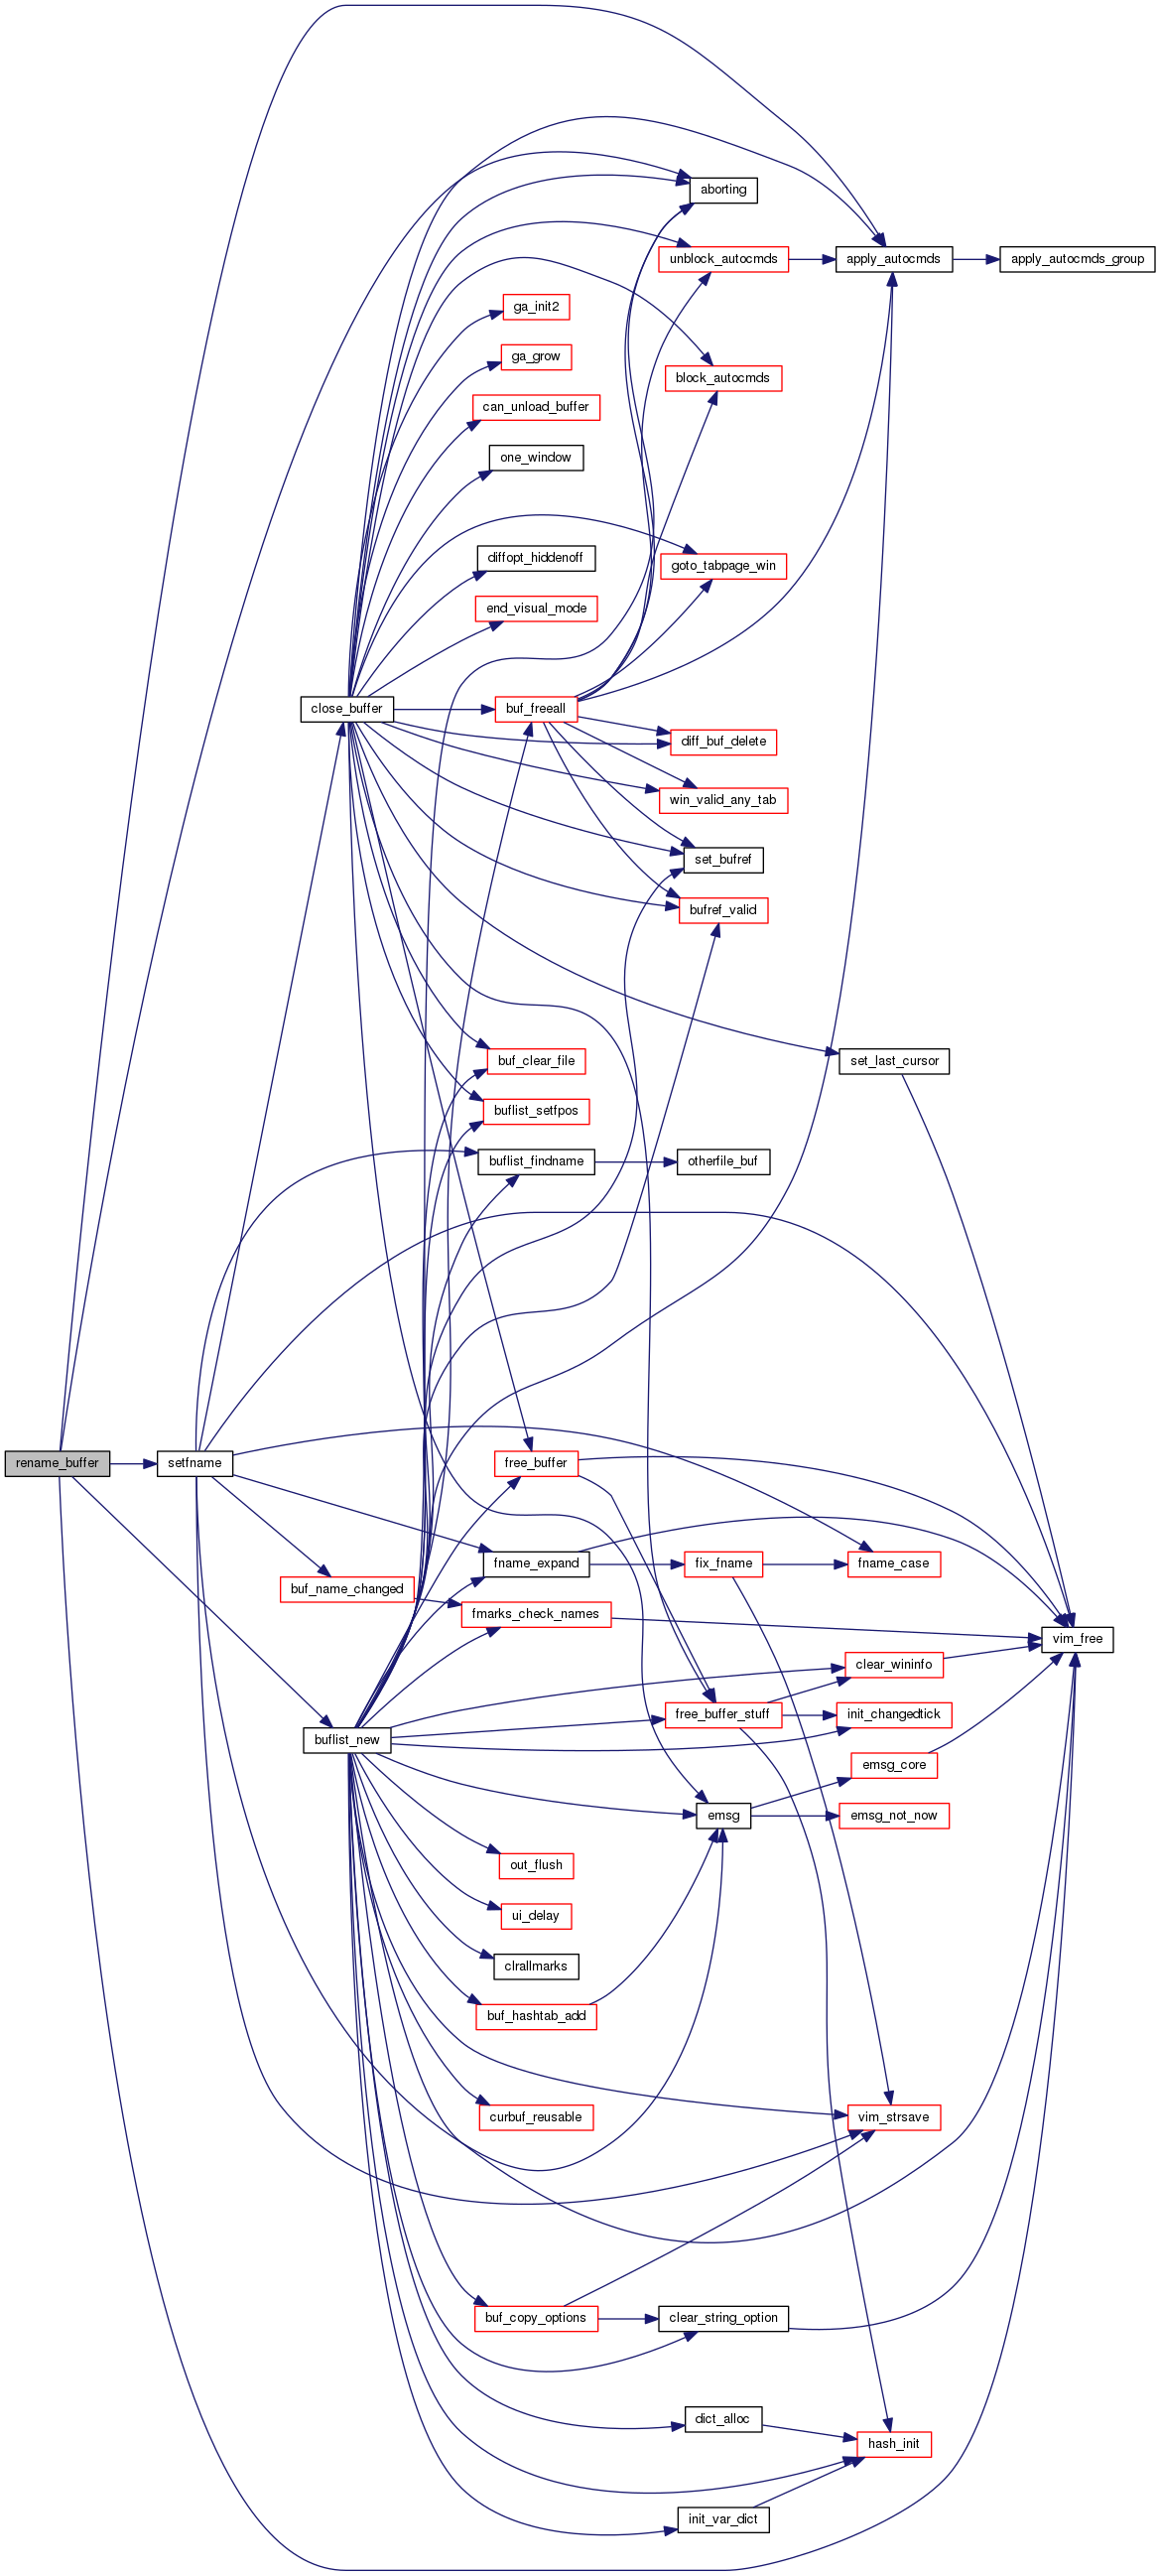 aborting
unblock_autocmds
apply_autocmds
apply_autocmds_group
ga_init2
ga_grow
block_autocmds
can_unload_buffer
one_window
diffopt_hiddenoff
goto_tabpage_win
end_visual_mode
close_buffer
buf_freeall
diff_buf_delete
win_valid_any_tab
set_bufref
bufref_valid
buf_clear_file
set_last_cursor
buflist_setfpos
buflist_findname
otherfile_buf
rename_buffer
setfname
free_buffer
fname_expand
fix_fname
fname_case
buf_name_changed
fmarks_check_names
vim_free
clear_wininfo
free_buffer_stuff
init_changedtick
buflist_new
emsg_core
emsg
emsg_not_now
out_flush
ui_delay
clrallmarks
buf_hashtab_add
curbuf_reusable
vim_strsave
buf_copy_options
clear_string_option
dict_alloc
hash_init
init_var_dict